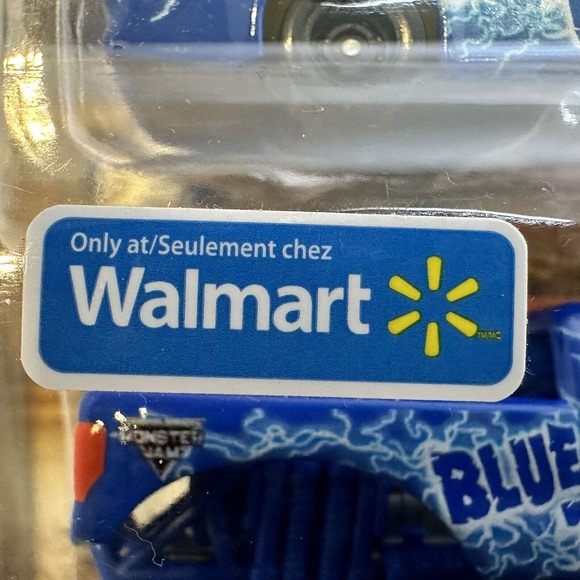 Only at/Seulement chez
Walmart
TM/MC
MONSTER
JAM
BLUE